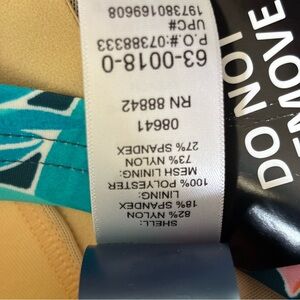 SHELL:
82% NYLON
18% SPANDEX
LINING:
100% POLYESTER
MESH LINING:
73% NYLON
27% SPANDEX
08641
RN 88842
63-0018-0
P.O.#:07388333
UPC#
197380169608
DO NOT
EMOVE